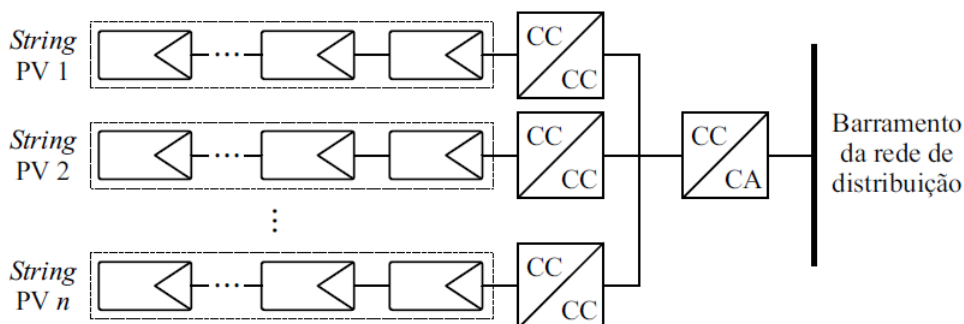 String
PV 1
...
CC
CC
String
PV 2
...
CC
CC
CC
CA
Barramento
da rede de
distribuição
⋮
String
PV n
...
CC
CC